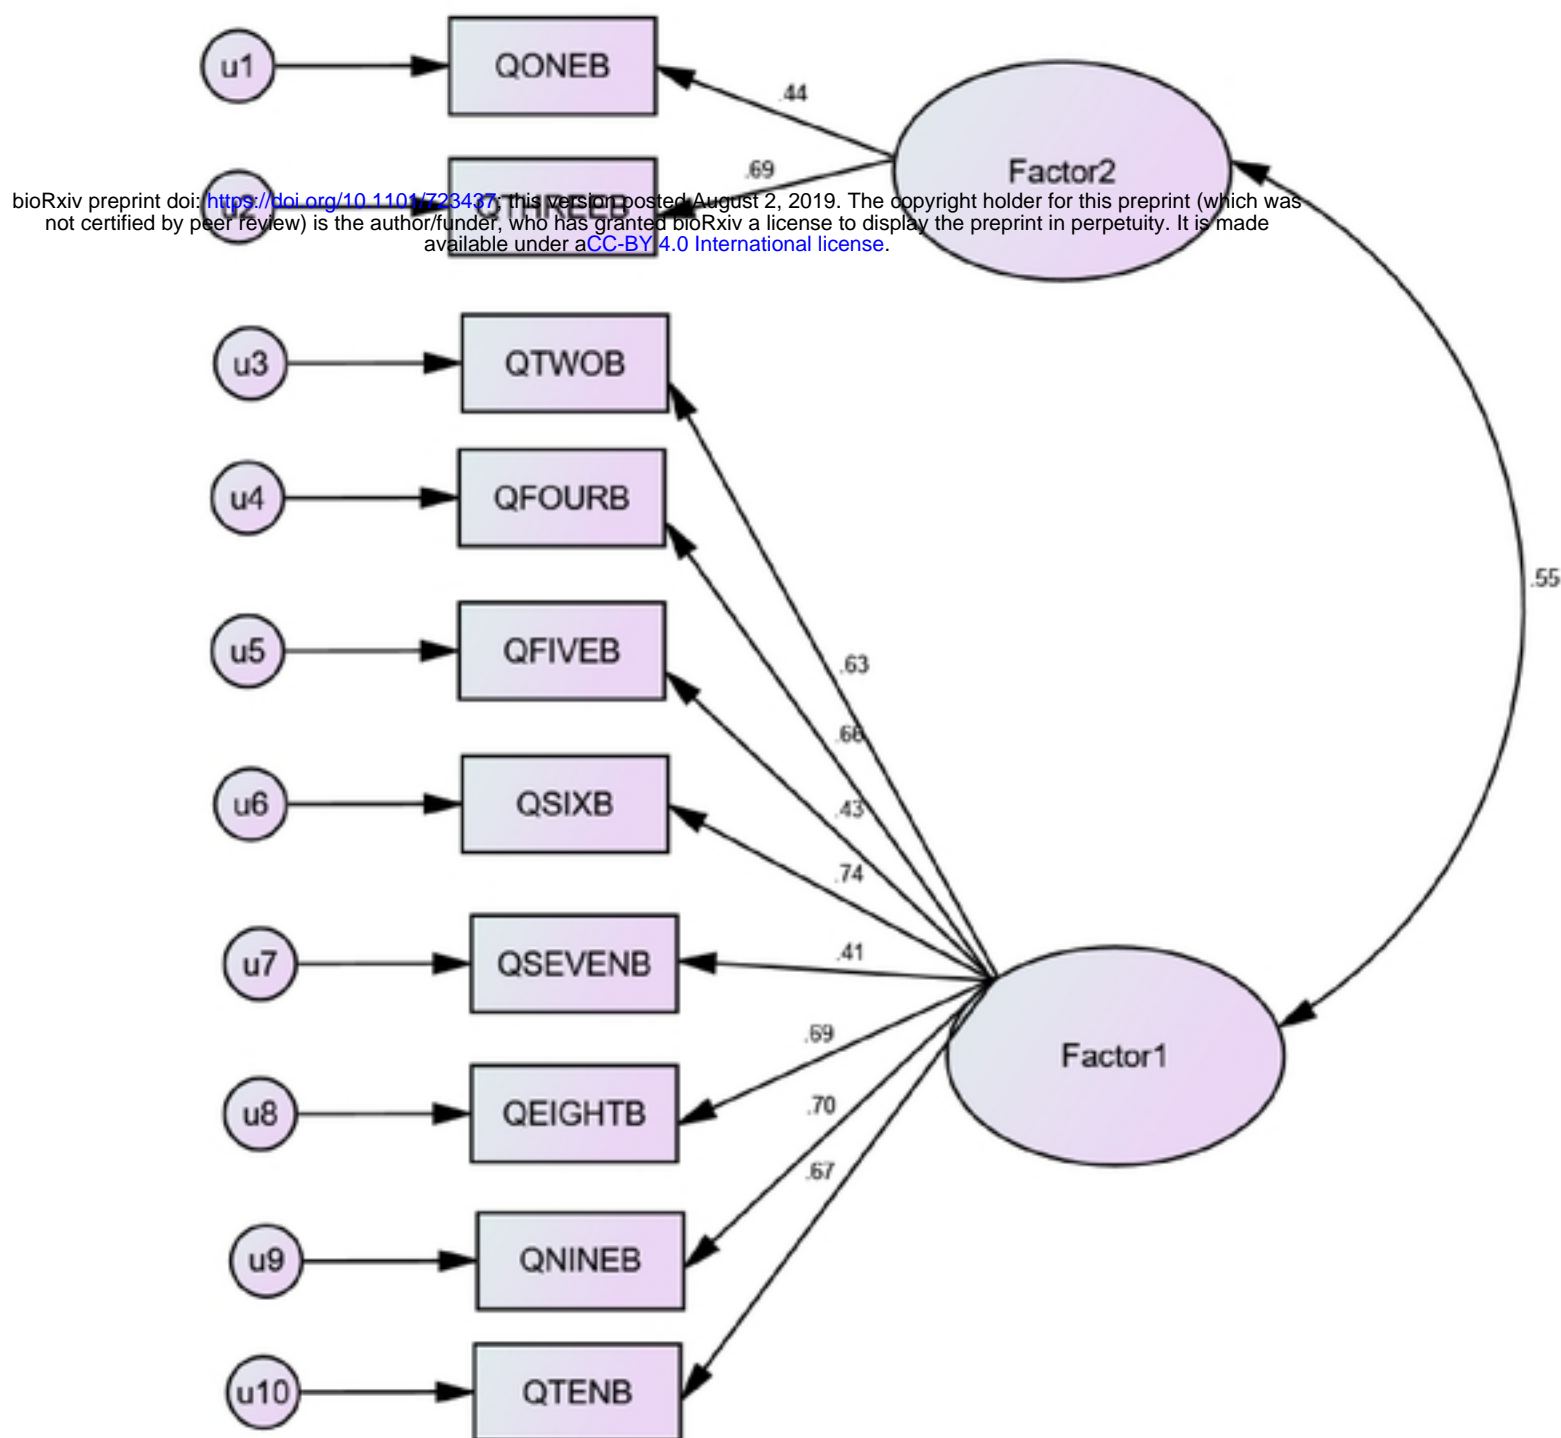 u1
QONEB
.44
Factor2
.69
u2
QTHREEB
bioRxiv preprint doi: https://doi.org/10.1101/723437; this version posted August 2, 2019. The copyright holder for this preprint (which was
not certified by peer review) is the author/funder, who has granted bioRxiv a license to display the preprint in perpetuity. It is made
available under aCC-BY 4.0 International license.
u3
QTWOB
u4
QFOURB
.55
u5
QFIVEB
.63
.66
u6
QSIXB
.43
.74
u7
QSEVENB
.41
.69
Factor1
u8
QEIGHTB
.70
.67
u9
QNINEB
u10
QTENB